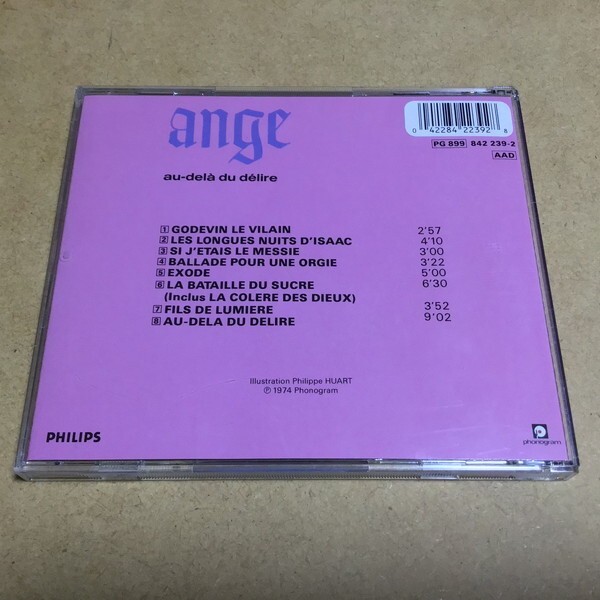 ange
au-delà du délire
0 42284 22392 8
PG 899 842 239-2
AAD
1 GODEVIN LE VILAIN 2'57
2 LES LONGUES NUITS D'ISAAC 4'10
3 SI J'ETAIS LE MESSIE 3'00
4 BALLADE POUR UNE ORGIE 3'22
5 EXODE 5'00
6 LA BATAILLE DU SUCRE 6'30
(Inclus LA COLERE DES DIEUX)
7 FILS DE LUMIERE 3'52
8 AU-DELA DU DELIRE 9'02
Illustration Philippe HUART
℗ 1974 Phonogram
PHILIPS
phonogram